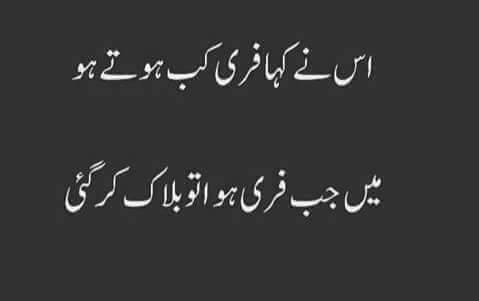 اس نے کہا فری کب ہوتے ہو
میں جب فری ہوا تو بلاک کر گئی